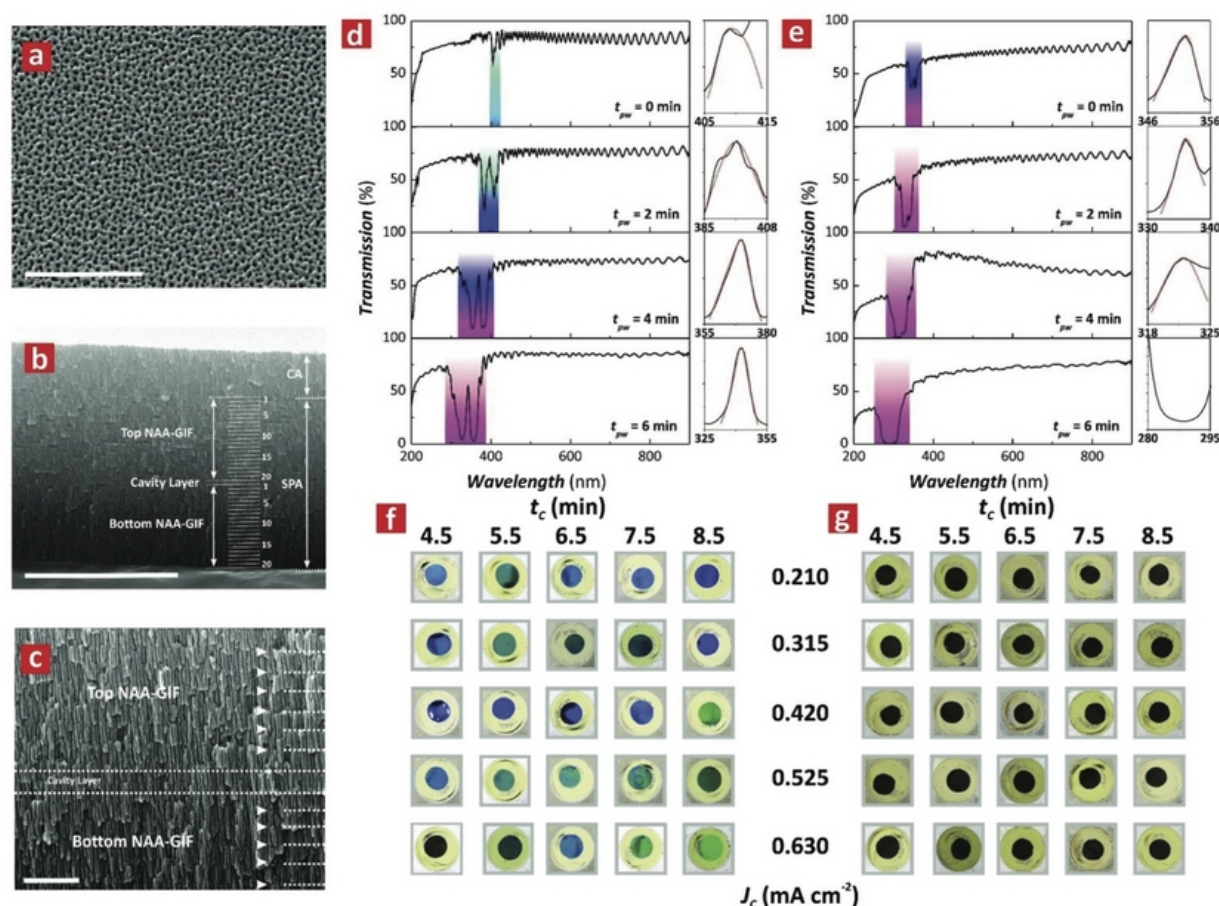 a
b
CA
1
5
Top NAA-GIF
10
15
20
Cavity Layer
1
SPA
5
Bottom NAA-GIF
10
15
20
c
Top NAA-GIF
Cavity Layer
Bottom NAA-GIF
d
Transmission (%)
100
50
t_pw = 0 min
100
50
t_pw = 2 min
100
50
t_pw = 4 min
100
50
t_pw = 6 min
0
200 400 600 800
Wavelength (nm)
405 415
385 408
355 380
325 355
e
Transmission (%)
100
50
t_pw = 0 min
100
50
t_pw = 2 min
100
50
t_pw = 4 min
100
50
t_pw = 6 min
0
200 400 600 800
Wavelength (nm)
346 356
330 340
318 325
280 295
t_c (min)
f
4.5 5.5 6.5 7.5 8.5
g
4.5 5.5 6.5 7.5 8.5
0.210
0.315
0.420
0.525
0.630
J_c (mA cm⁻²)